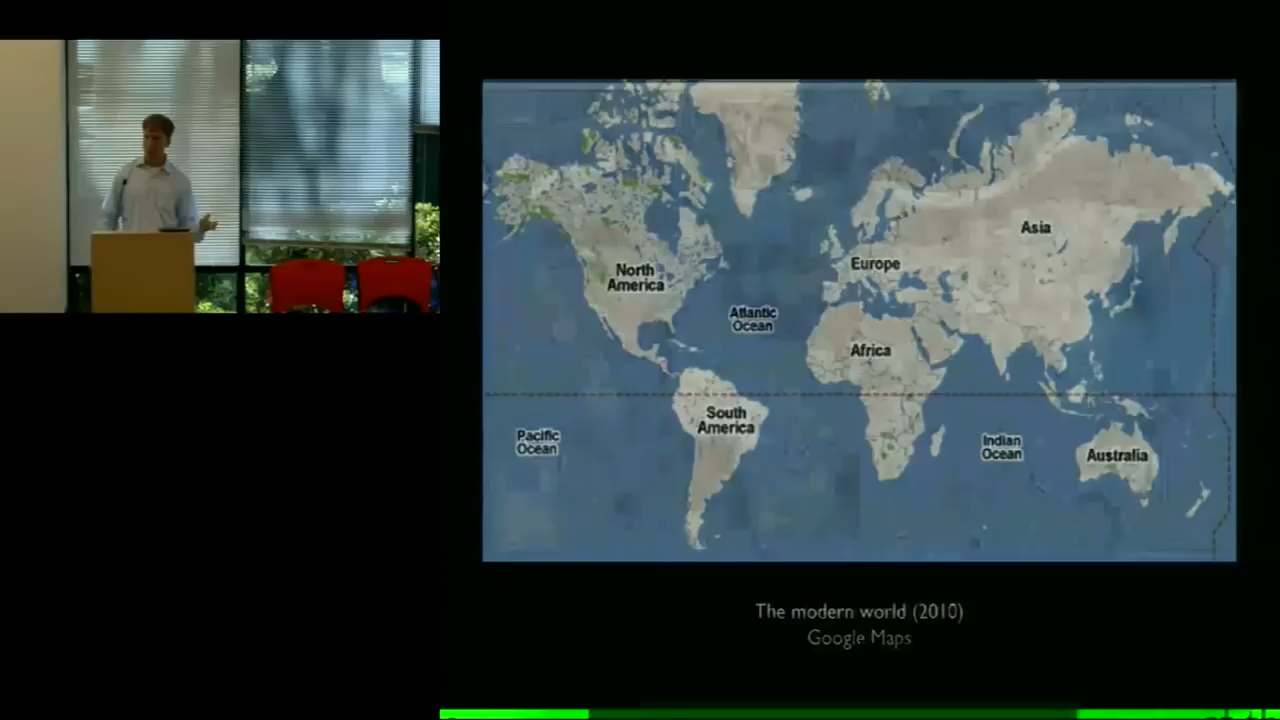 Asia
North
America
Europe
Atlantic
Ocean
Africa
South
America
Pacific
Ocean
Indian
Ocean
Australia
The modern world (2010)
Google Maps